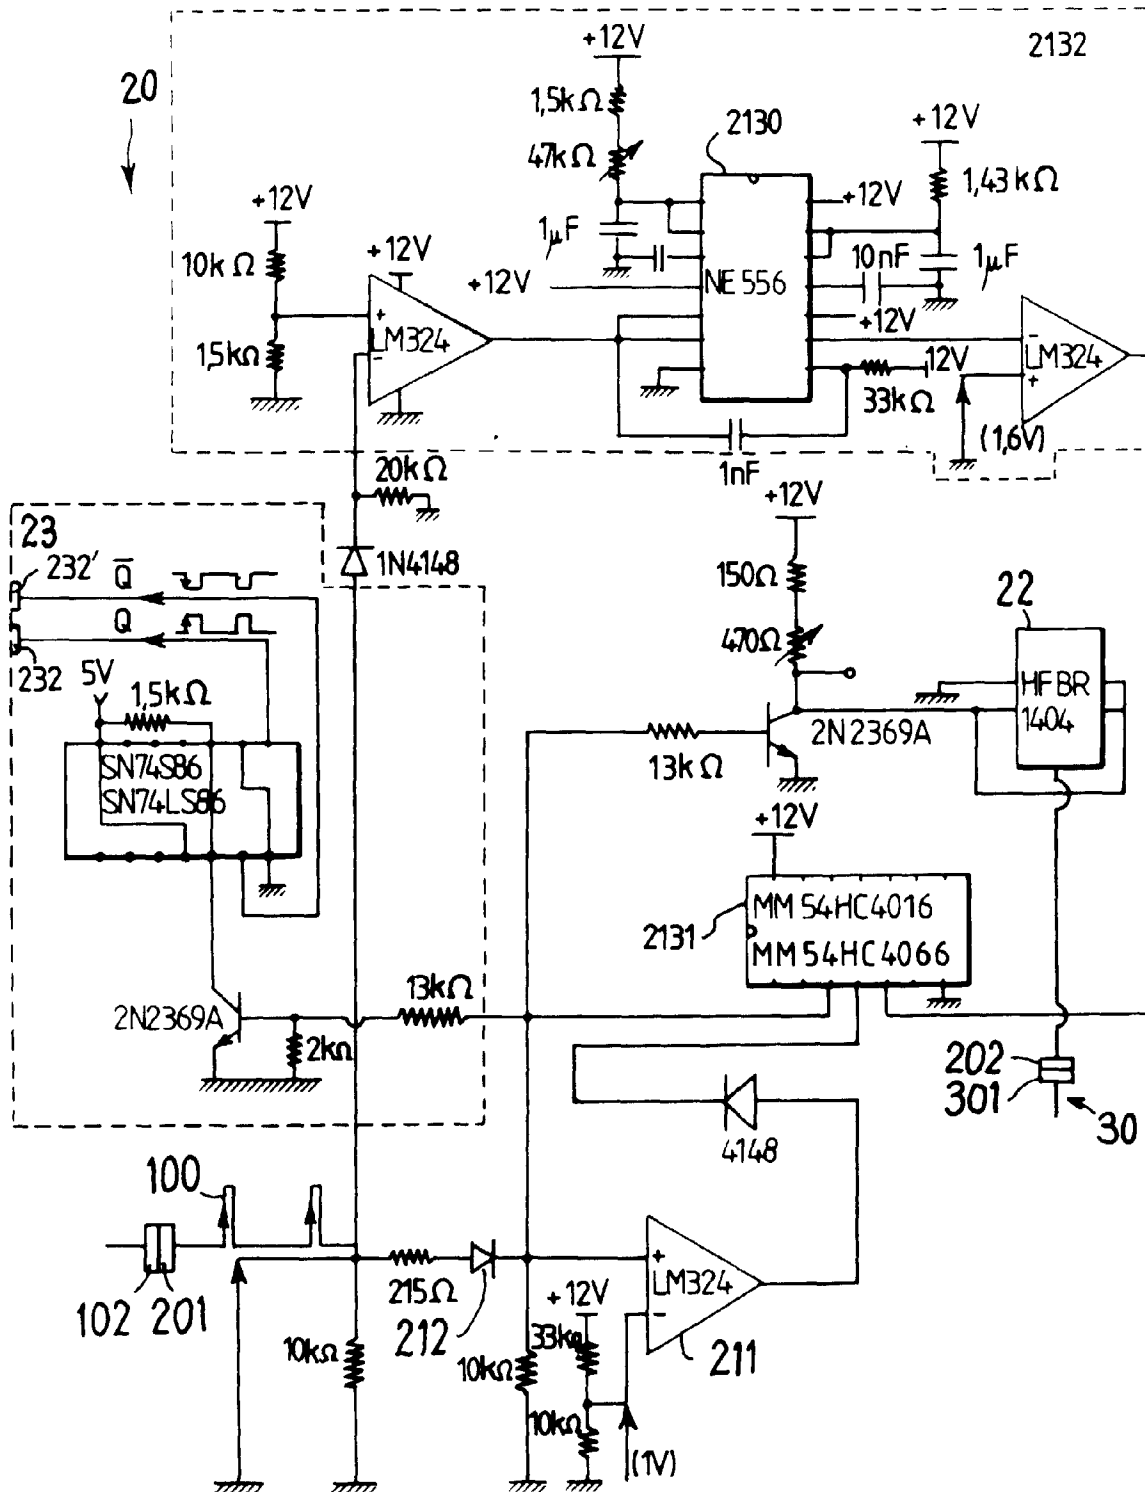 +12V
2132
20
1,5kΩ
2130
+12V
47kΩ
1,43kΩ
+12V
+12V
1µF
10nF
1µF
10kΩ
+12V
+12V
NE556
+
LM324
-
+12V
1,5kΩ
-
LM324
+
12V
33kΩ
(1,6V)
20kΩ
1nF
+12V
23
232'
Q̅
1N4148
150Ω
22
Q
470Ω
232
5V
1,5kΩ
HFBR
1404
2N2369A
SN74S86
SN74LS86
13kΩ
+12V
MM54HC4016
2131
MM54HC4066
13kΩ
2N2369A
2kΩ
202
301
30
4148
100
+
LM324
-
215Ω
+12V
102 201
212
211
33kΩ
10kΩ
10kΩ
10kΩ
(1V)